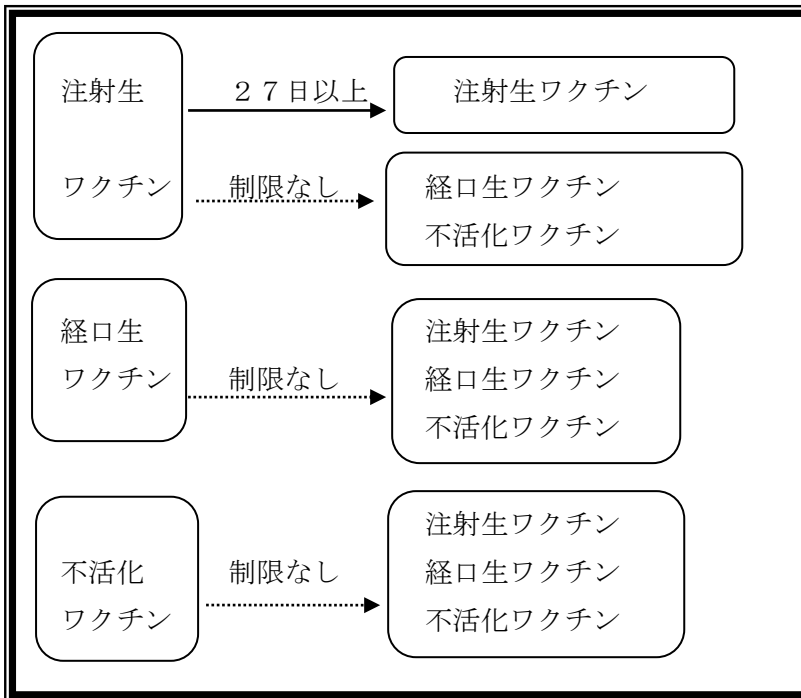 注射生
ワクチン
２７日以上
注射生ワクチン
制限なし
経口生ワクチン
不活化ワクチン
経口生
ワクチン
制限なし
注射生ワクチン
経口生ワクチン
不活化ワクチン
不活化
ワクチン
制限なし
注射生ワクチン
経口生ワクチン
不活化ワクチン